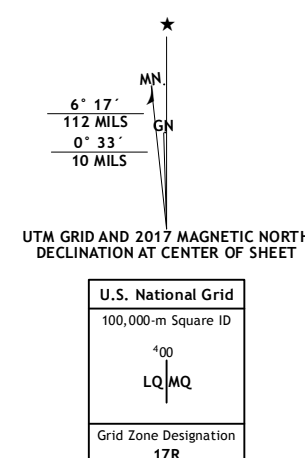 ★
MN
6° 17´
112 MILS
GN
0° 33´
10 MILS
UTM GRID AND 2017 MAGNETIC NORTH
DECLINATION AT CENTER OF SHEET
U.S. National Grid
100,000-m Square ID
⁴00
LQ MQ
Grid Zone Designation
17R